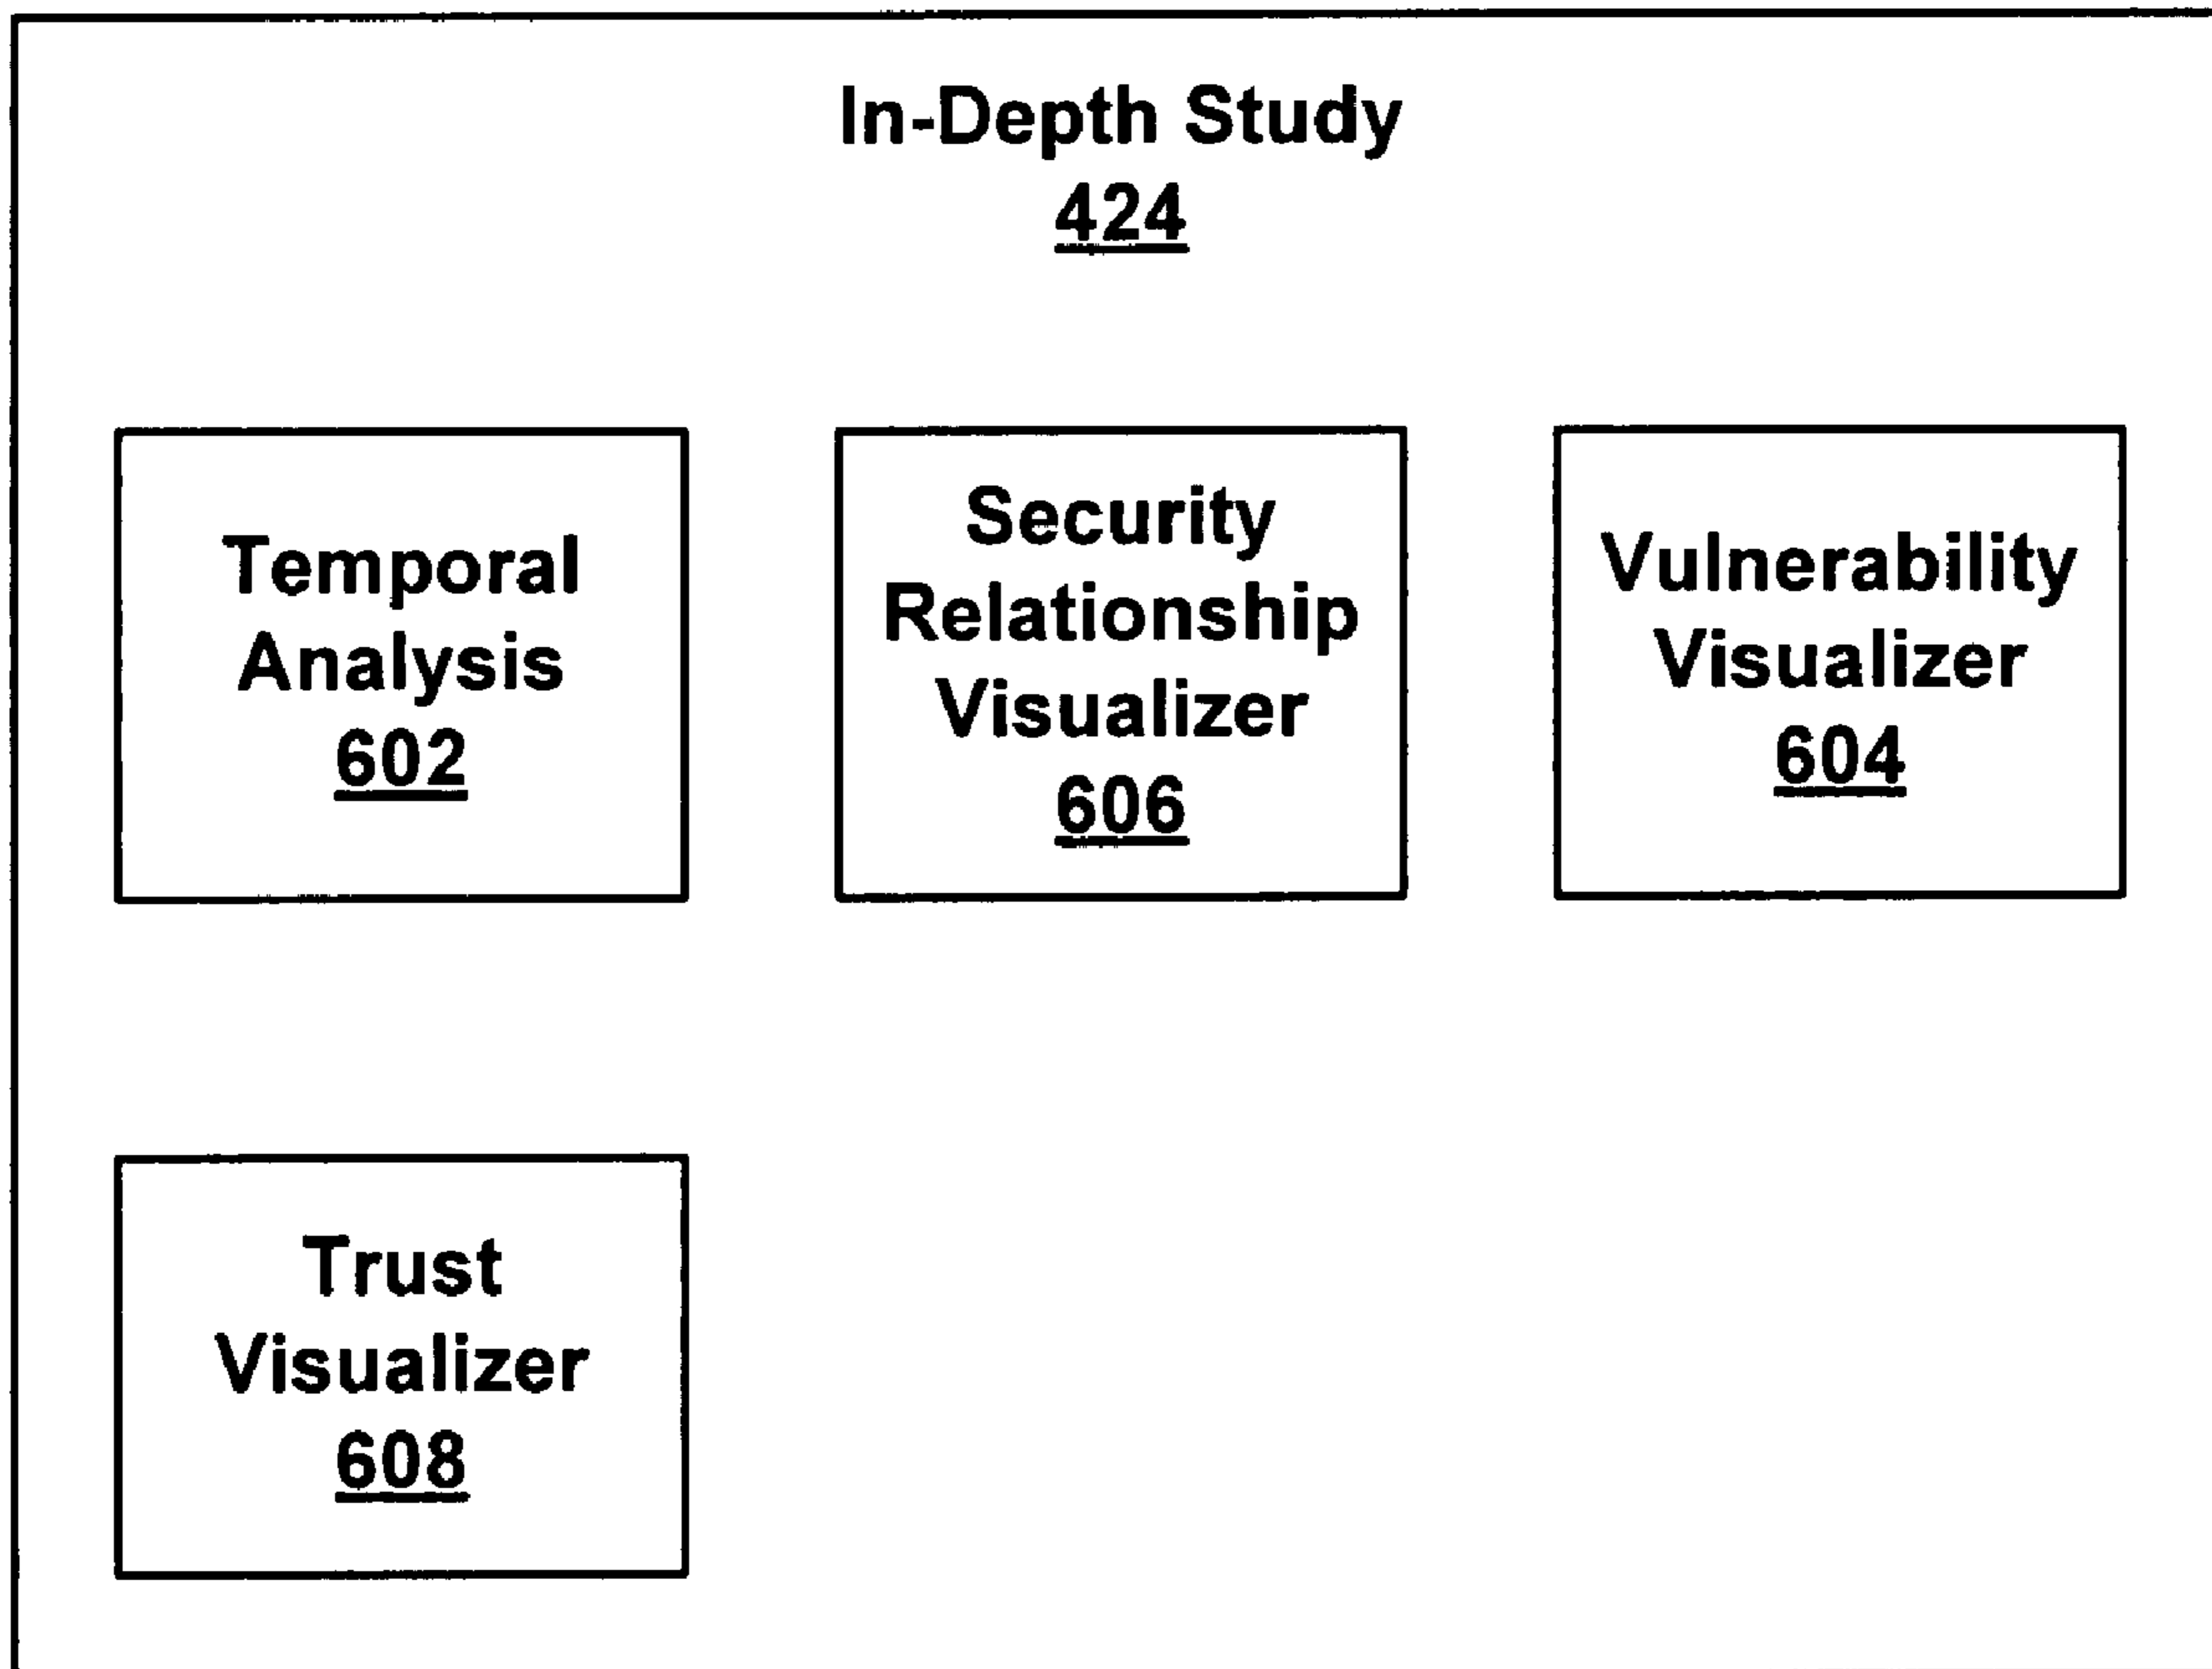 In-Depth Study
424
Temporal
Analysis
602
Security
Relationship
Visualizer
606
Vulnerability
Visualizer
604
Trust
Visualizer
608